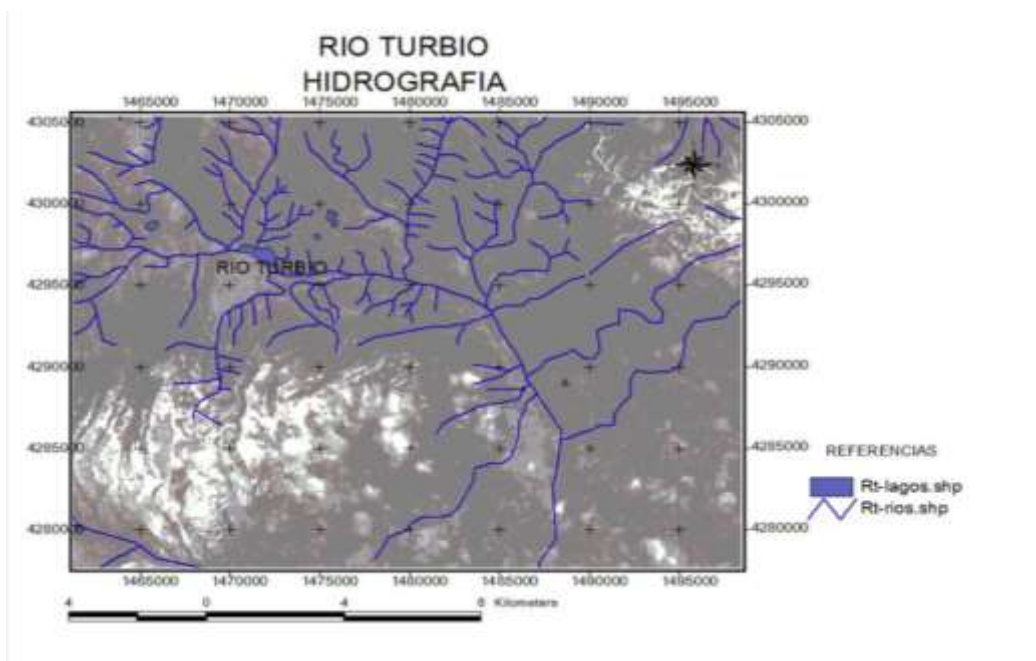 RIO TURBIO
HIDROGRAFIA
1465000 1470000 1475000 1480000 1485000 1490000 1495000
4305000 4305000
4300000 4300000
RIO TURBIO
4295000 4295000
4290000 4290000
4285000 4285000
REFERENCIAS
Rt-lagos.shp
Rt-rios.shp
4280000 4280000
1465000 1470000 1475000 1480000 1485000 1490000 1495000
4 0 4 8 Kilometers